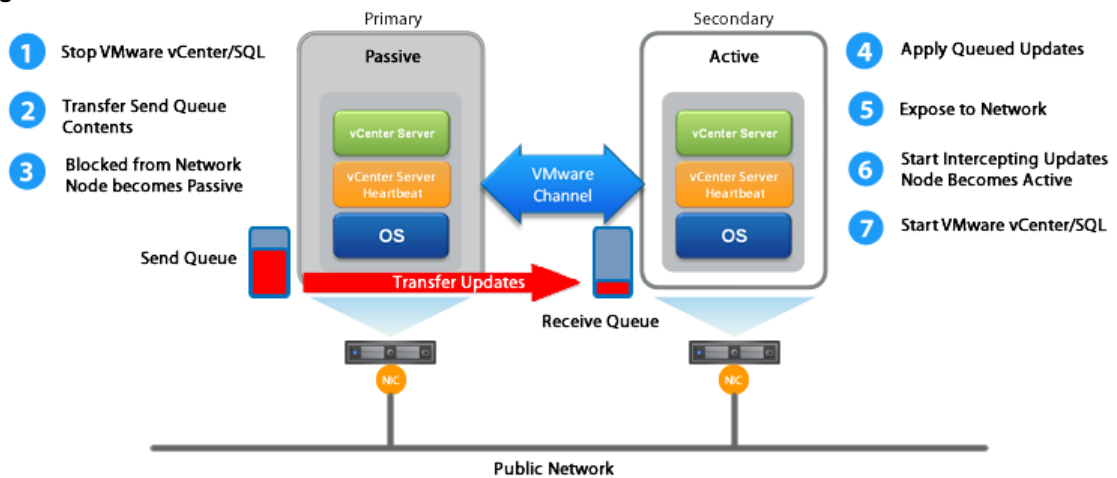 Primary
Secondary
1
Stop VMware vCenter/SQL
2
Transfer Send Queue
Contents
3
Blocked from Network
Node becomes Passive
Passive
vCenter Server
vCenter Server
Heartbeat
OS
Send Queue
Transfer Updates
VMware
Channel
Receive Queue
Active
vCenter Server
vCenter Server
Heartbeat
OS
4
Apply Queued Updates
5
Expose to Network
6
Start Intercepting Updates
Node Becomes Active
7
Start VMware vCenter/SQL
NIC
NIC
Public Network